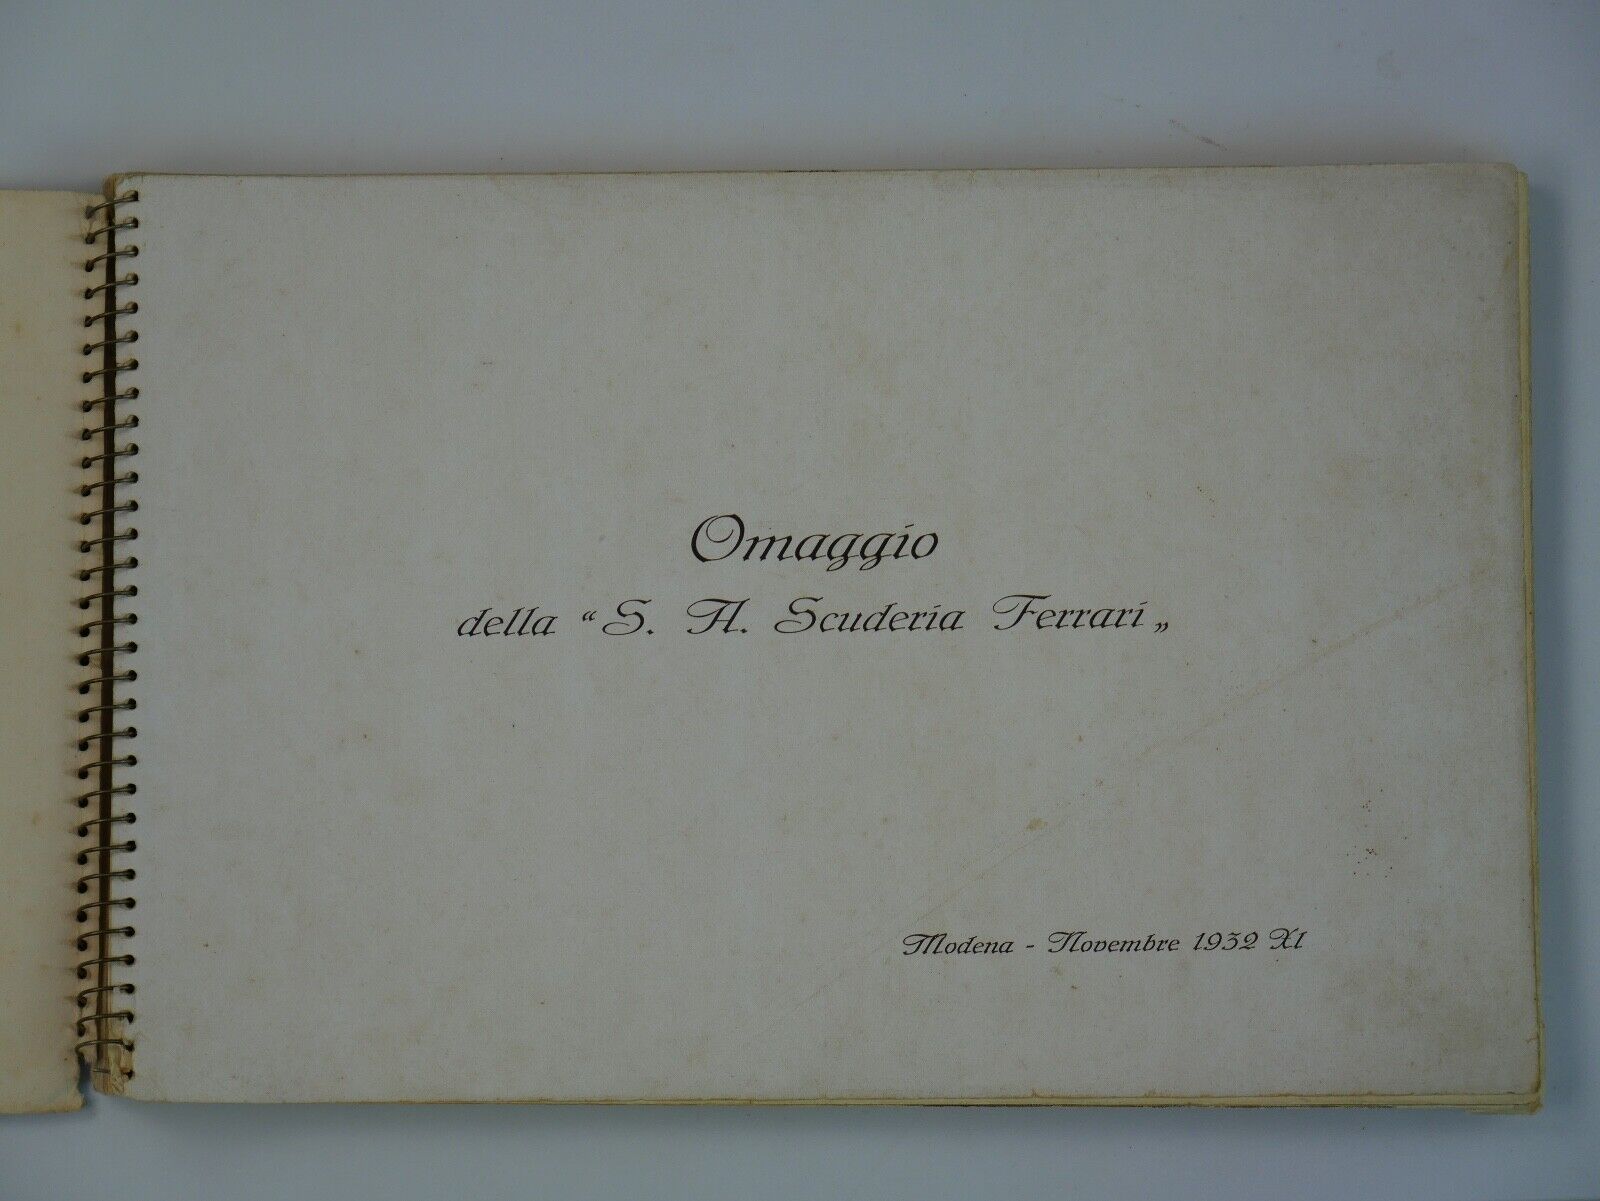 Omaggio
della “ S. A. Scuderia Ferrari „
Modena - Novembre 1932 XI